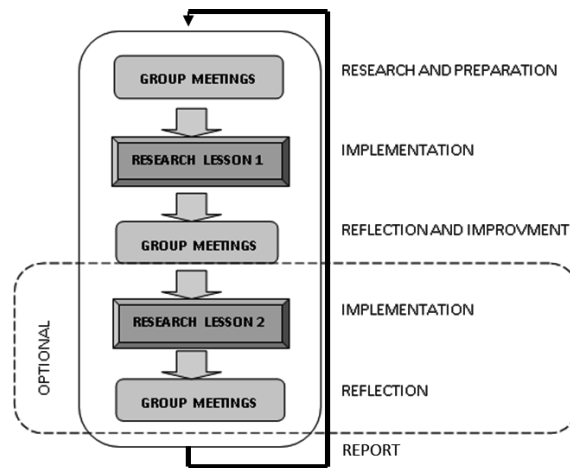 GROUP MEETINGS
RESEARCH AND PREPARATION
RESEARCH LESSON 1
IMPLEMENTATION
GROUP MEETINGS
REFLECTION AND IMPROVMENT
RESEARCH LESSON 2
IMPLEMENTATION
OPTIONAL
GROUP MEETINGS
REFLECTION
REPORT